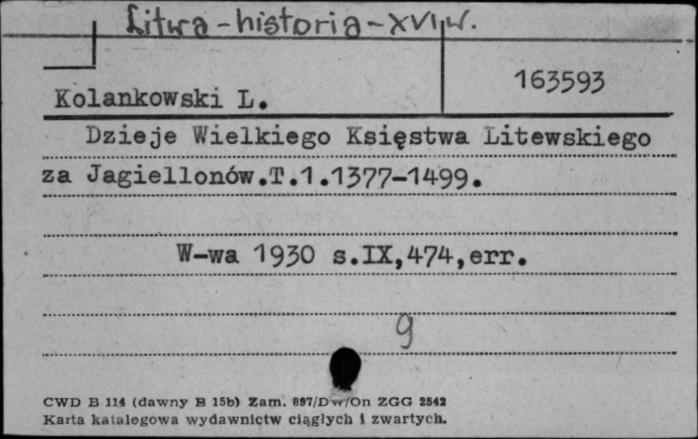 Litwa - historia - XVI w.
163593
Kolankowski L.
Dzieje Wielkiego Księstwa Litewskiego
za Jagiellonów.T.1.1377-1499.
W-wa 1930 s.IX,474,err.
9
CWD B 114 (dawny B 15b) Zam. 897/DW/On ZGG 2542
Karta katalogowa wydawnictw ciągłych i zwartych.